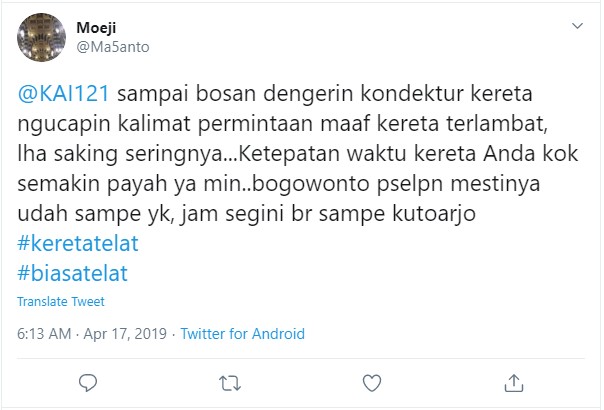 Moeji
@Ma5anto
@KAI121 sampai bosan dengerin kondektur kereta
ngucapin kalimat permintaan maaf kereta terlambat,
lha saking seringnya...Ketepatan waktu kereta Anda kok
semakin payah ya min..bogowonto pselpn mestinya
udah sampe yk, jam segini br sampe kutoarjo
#keretatelat
#biasatelat
Translate Tweet
6:13 AM · Apr 17, 2019 · Twitter for Android